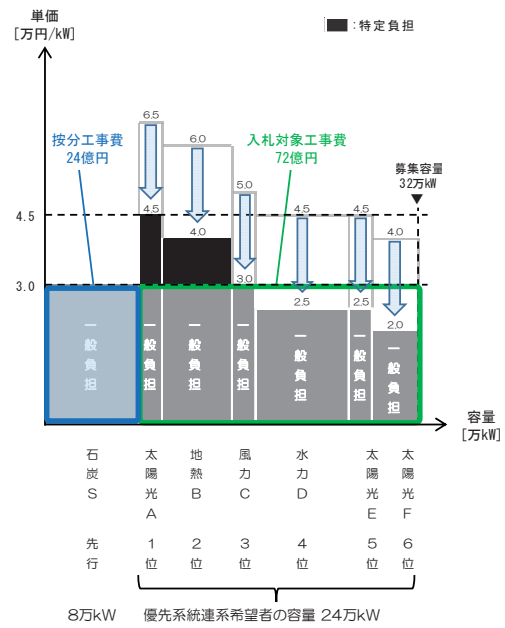 単価
[万円/kW]
：特定負担
按分工事費
24億円
入札対象工事費
72億円
募集容量
32万kW
6.5
6.0
5.0
4.5
4.5
4.0
4.5
4.5
4.0
3.0
3.0
2.5
2.5
2.0
一般負担
一般負担
一般負担
一般負担
一般負担
一般負担
一般負担
容量
[万kW]
石炭S
太陽光A
地熱B
風力C
水力D
太陽光E
太陽光F
先行
1位
2位
3位
4位
5位
6位
8万kW
優先系統連系希望者の容量 24万kW